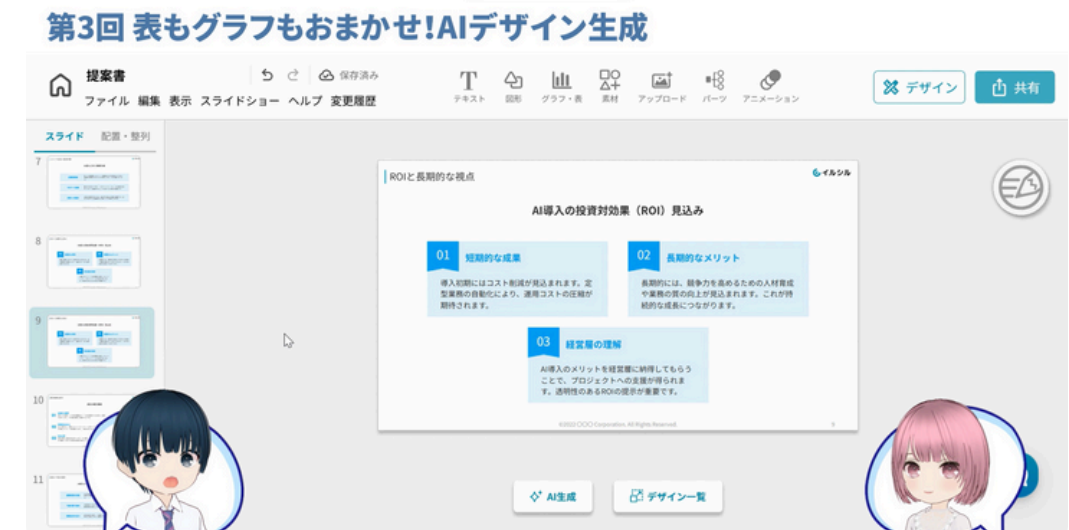 第3回 表もグラフもおまかせ!AIデザイン生成
提案書
保存済み
ファイル 編集 表示 スライドショー ヘルプ 変更履歴
テキスト 図形 グラフ・表 素材 アップロード パーツ アニメーション
デザイン
共有
スライド 配置・整列
7
8
9
10
11
ROIと長期的な視点
イルシル
AI導入の投資対効果（ROI）見込み
01 短期的な成果
導入初期にはコスト削減が見込まれます。定
型業務の自動化により、運用コストの圧縮が
期待されます。
02 長期的なメリット
長期的には、競争力を高めるための人材育成
や業務の質の向上が見込まれます。これが持
続的な成長につながります。
03 経営層の理解
AI導入のメリットを経営層に納得してもらう
ことで、プロジェクトへの支援が得られま
す。透明性のあるROIの提示が重要です。
©2022 〇〇〇 Corporation. All Rights Reserved.
9
AI生成
デザイン一覧